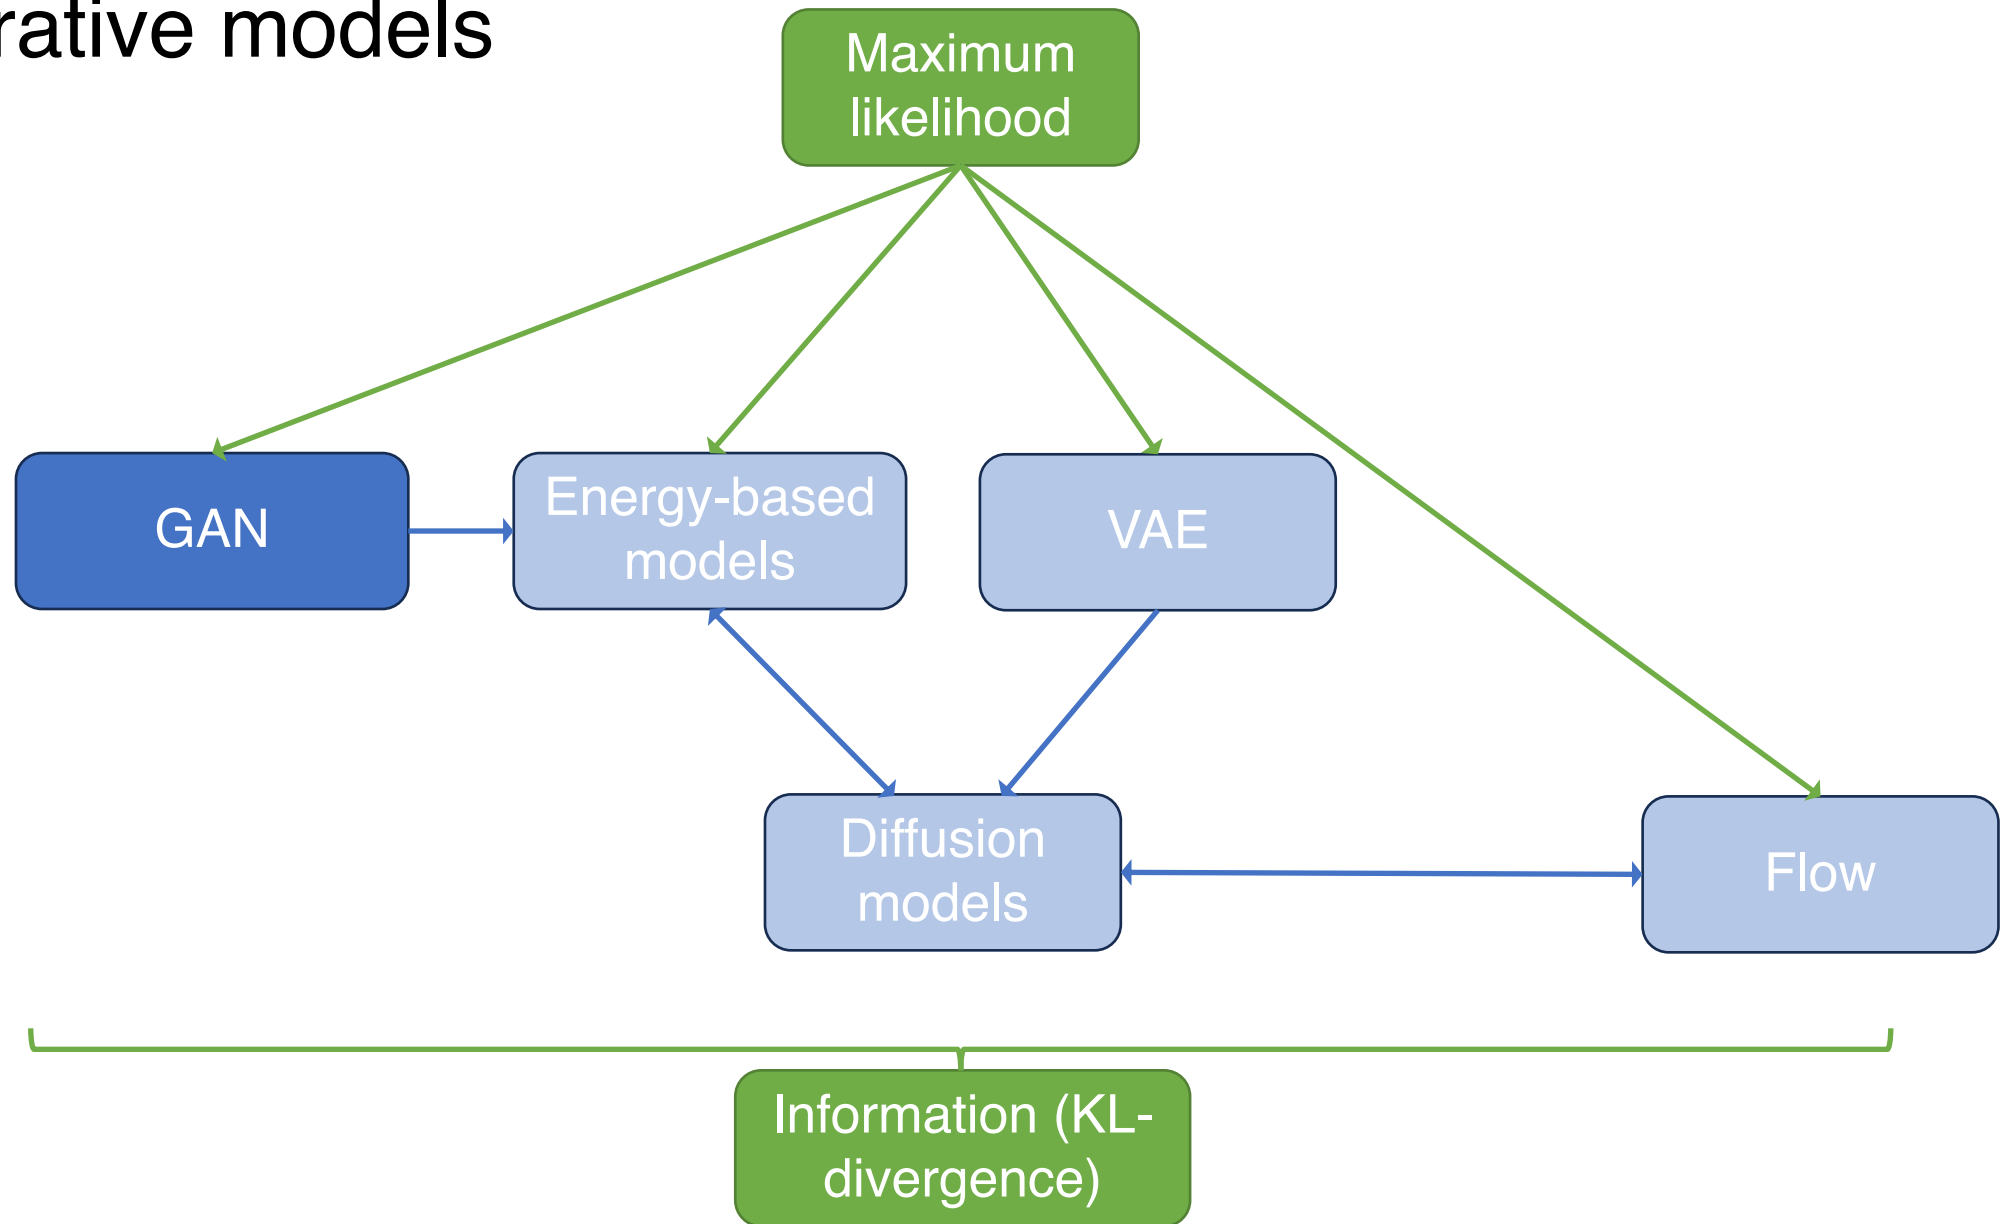 rative models
Maximum
likelihood
GAN
Energy-based
models
VAE
Diffusion
models
Flow
Information (KL-
divergence)